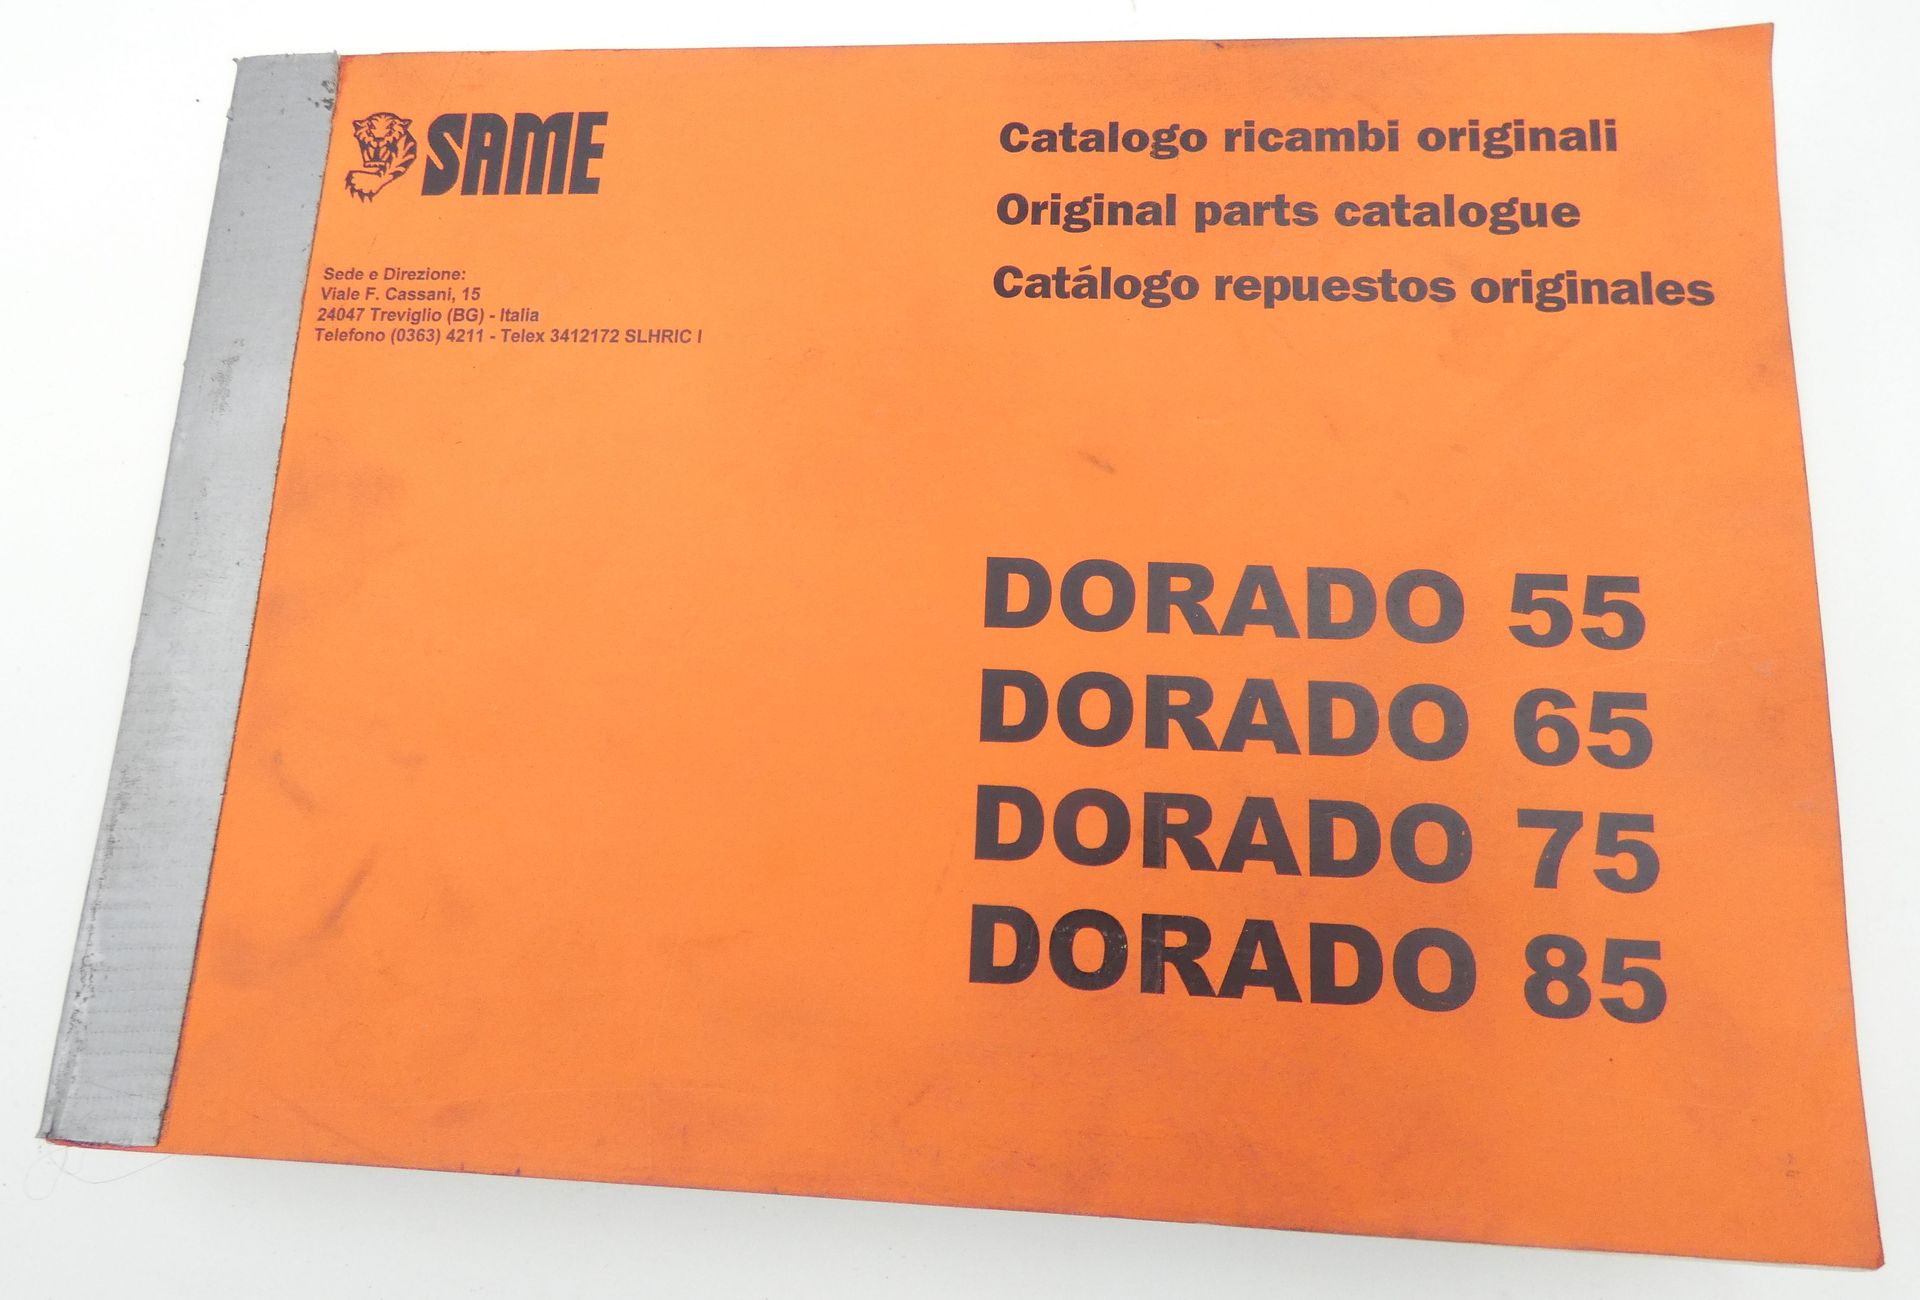 SAME
Sede e Direzione:
Viale F. Cassani, 15
24047 Treviglio (BG) - Italia
Telefono (0363) 4211 - Telex 3412172 SLHRIC I
Catalogo ricambi originali
Original parts catalogue
Catálogo repuestos originales
DORADO 55
DORADO 65
DORADO 75
DORADO 85